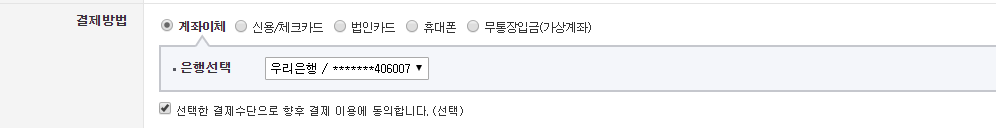 결제방법
계좌이체 신용/체크카드 법인카드 휴대폰 무통장입금(가상계좌)
은행선택 우리은행 / *******406007
선택한 결제수단으로 향후 결제 이용에 동의합니다. (선택)